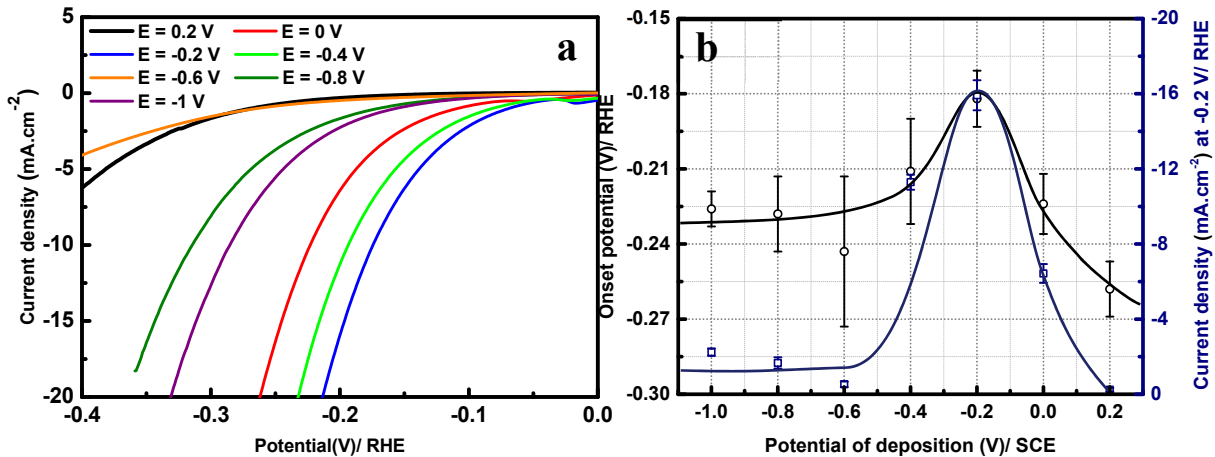 a
E = 0.2 V E = 0 V
E = -0.2 V E = -0.4 V
E = -0.6 V E = -0.8 V
E = -1 V
5
0
-5
-10
-15
-20
Current density (mA.cm⁻²)
-0.4 -0.3 -0.2 -0.1 0.0
Potential(V)/ RHE
b
-0.15
-0.18
-0.21
-0.24
-0.27
-0.30
Onset potential (V)/ RHE
-1.0 -0.8 -0.6 -0.4 -0.2 0.0 0.2
Potential of deposition (V)/ SCE
-20
-16
-12
-8
-4
0
Current density (mA.cm⁻²) at -0.2 V/ RHE